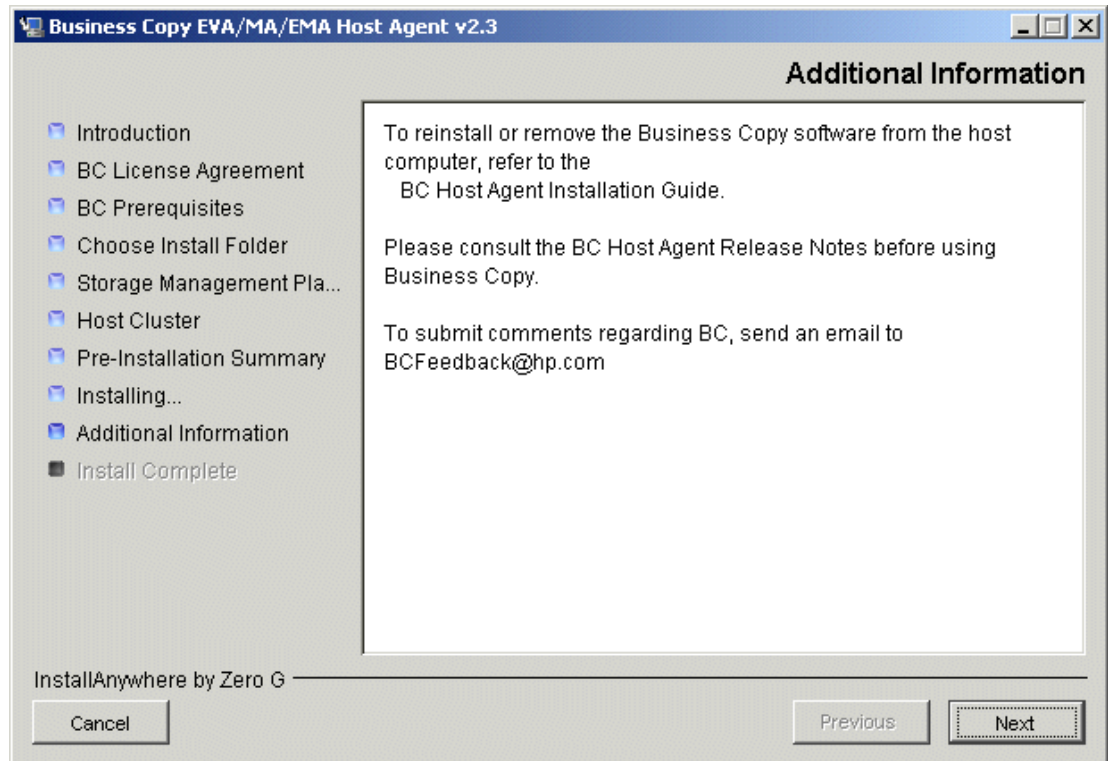 Business Copy EVA/MA/EMA Host Agent v2.3
Additional Information
Introduction
BC License Agreement
BC Prerequisites
Choose Install Folder
Storage Management Pla...
Host Cluster
Pre-Installation Summary
Installing...
Additional Information
Install Complete
To reinstall or remove the Business Copy software from the host
computer, refer to the
BC Host Agent Installation Guide.
Please consult the BC Host Agent Release Notes before using
Business Copy.
To submit comments regarding BC, send an email to
BCFeedback@hp.com
InstallAnywhere by Zero G
Cancel
Previous
Next